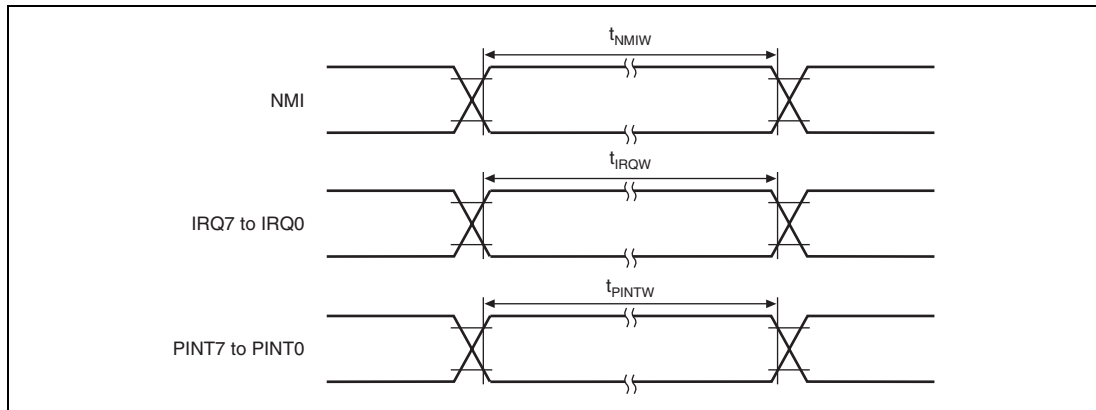 tNMIW
NMI
tIRQW
IRQ7 to IRQ0
tPINTW
PINT7 to PINT0